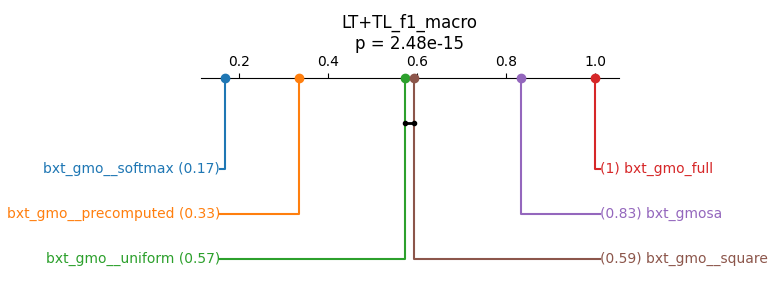 LT+TL_f1_macro
p = 2.48e-15
0.2 0.4 0.6 0.8 1.0
bxt_gmo__softmax (0.17)
(1) bxt_gmo_full
bxt_gmo__precomputed (0.33)
(0.83) bxt_gmosa
bxt_gmo__uniform (0.57)
(0.59) bxt_gmo__square